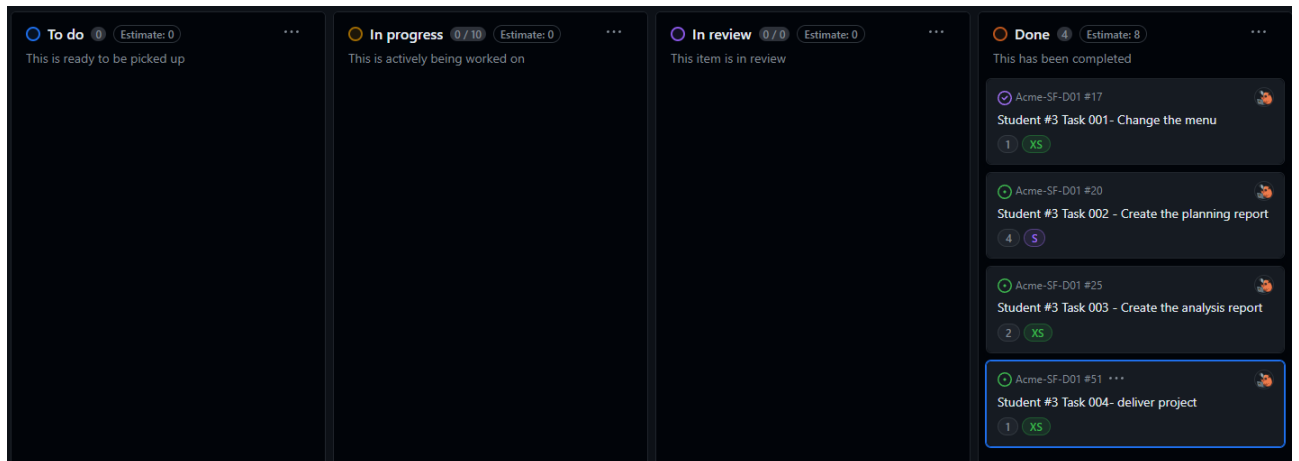 To do 0 Estimate: 0 ...
This is ready to be picked up
In progress 0 / 10 Estimate: 0 ...
This is actively being worked on
In review 0 / 0 Estimate: 0 ...
This item is in review
Done 4 Estimate: 8 ...
This has been completed
Acme-SF-D01 #17
Student #3 Task 001- Change the menu
1 XS
Acme-SF-D01 #20
Student #3 Task 002 - Create the planning report
4 S
Acme-SF-D01 #25
Student #3 Task 003 - Create the analysis report
2 XS
Acme-SF-D01 #51 ...
Student #3 Task 004- deliver project
1 XS